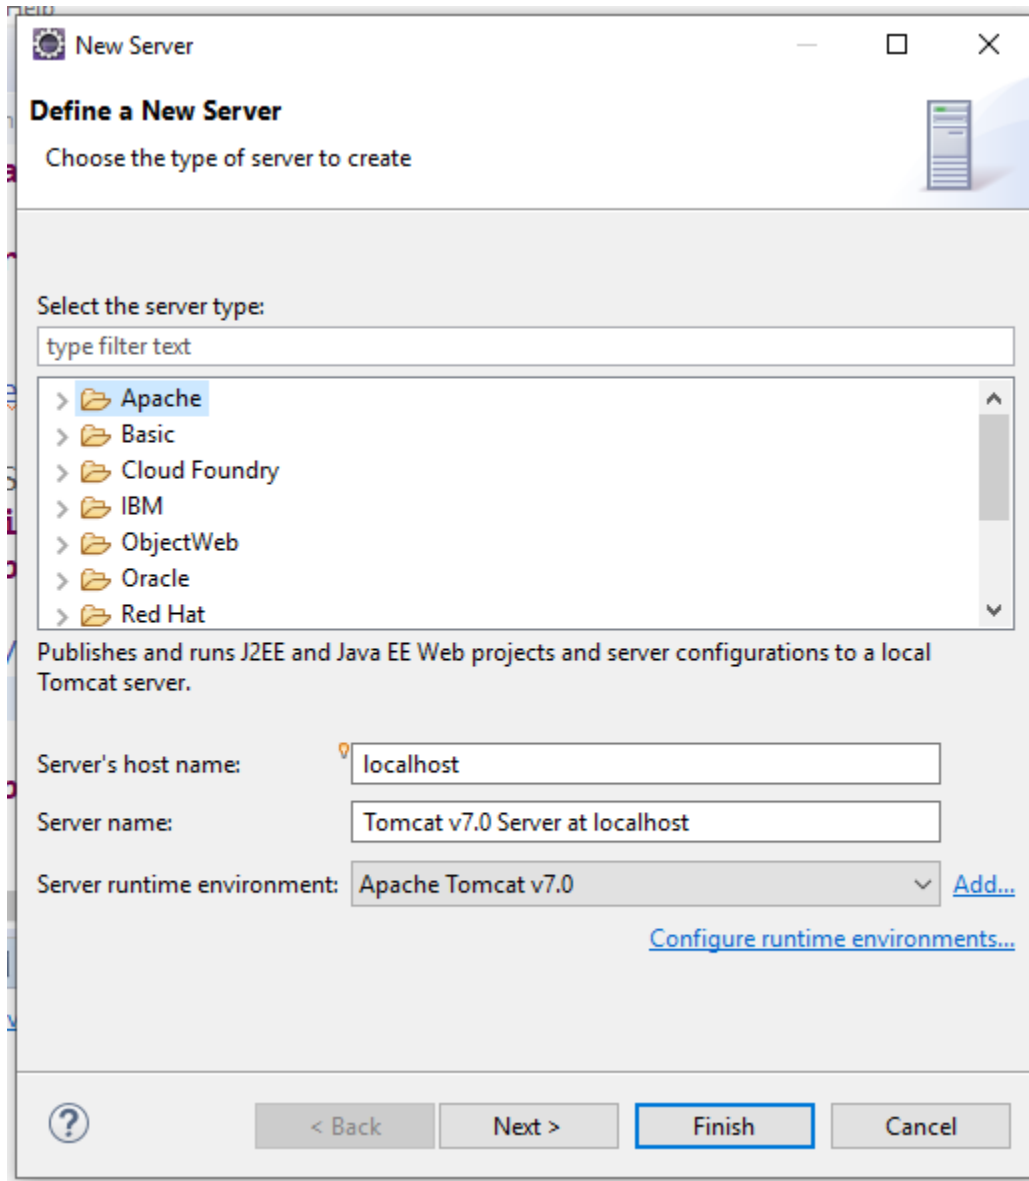 Help
New Server
Define a New Server
Choose the type of server to create
Select the server type:
type filter text
Apache
Basic
Cloud Foundry
IBM
ObjectWeb
Oracle
Red Hat
Publishes and runs J2EE and Java EE Web projects and server configurations to a local
Tomcat server.
Server's host name: localhost
Server name: Tomcat v7.0 Server at localhost
Server runtime environment: Apache Tomcat v7.0 Add...
Configure runtime environments...
< Back Next > Finish Cancel